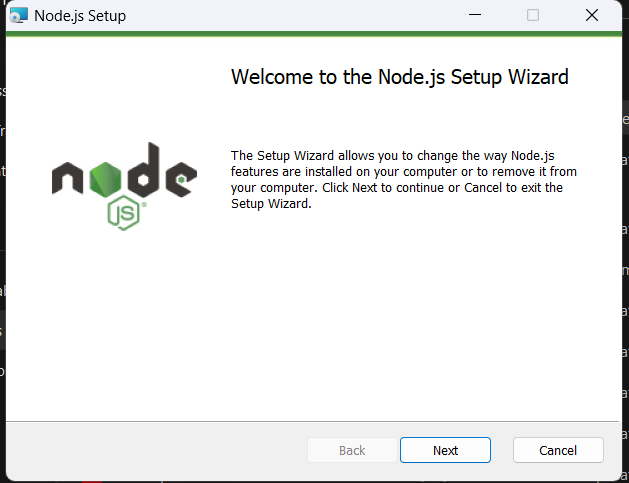 Node.js Setup
Welcome to the Node.js Setup Wizard
node
JS
The Setup Wizard allows you to change the way Node.js
features are installed on your computer or to remove it from
your computer. Click Next to continue or Cancel to exit the
Setup Wizard.
Back
Next
Cancel